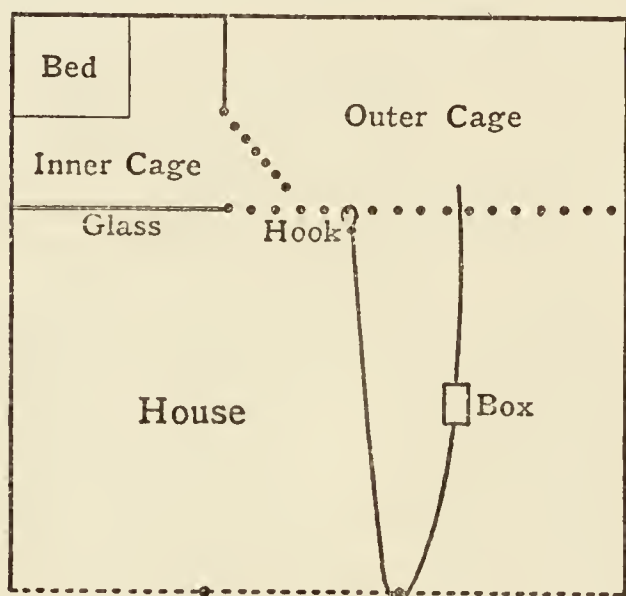 Bed
Outer Cage
Inner Cage
Glass
Hook
House
Box